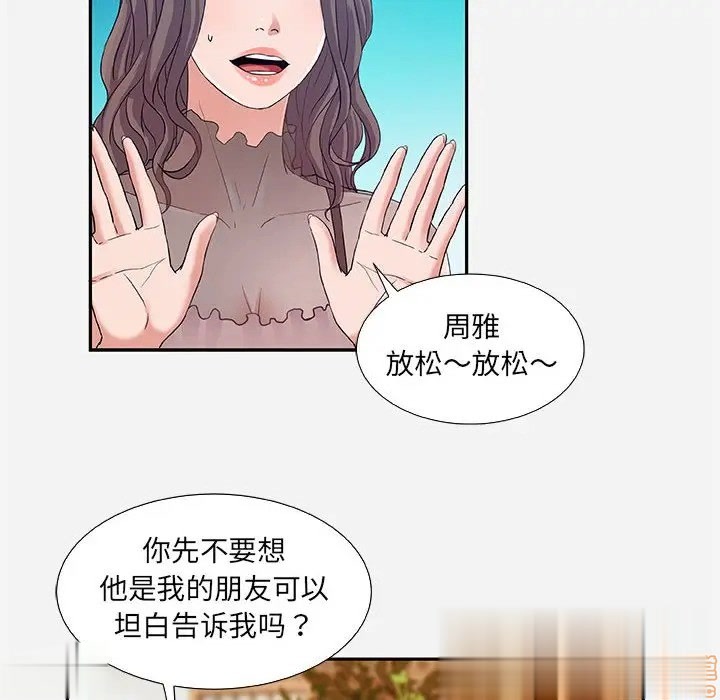 周雅
放松～放松～
你先不要想
他是我的朋友可以
坦白告诉我吗？